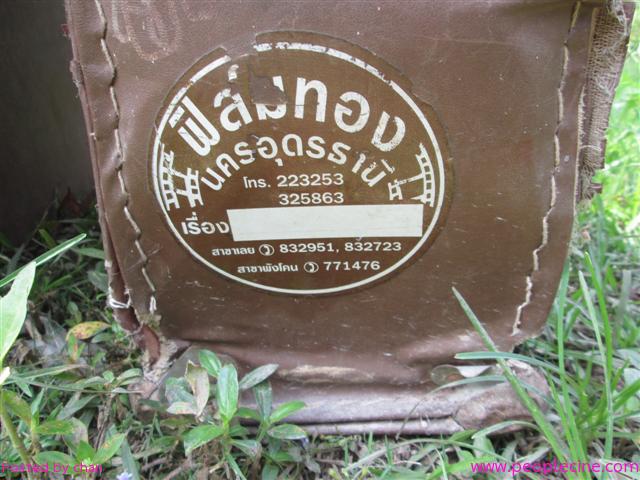 ฟิล์มทอง
นครอุดรธานี
โทร. 223253
325863
เรื่อง
สาขาเลย ✆ 832951, 832723
สาขาพังโคน ✆ 771476
Posted By chan
www.peoplecine.com